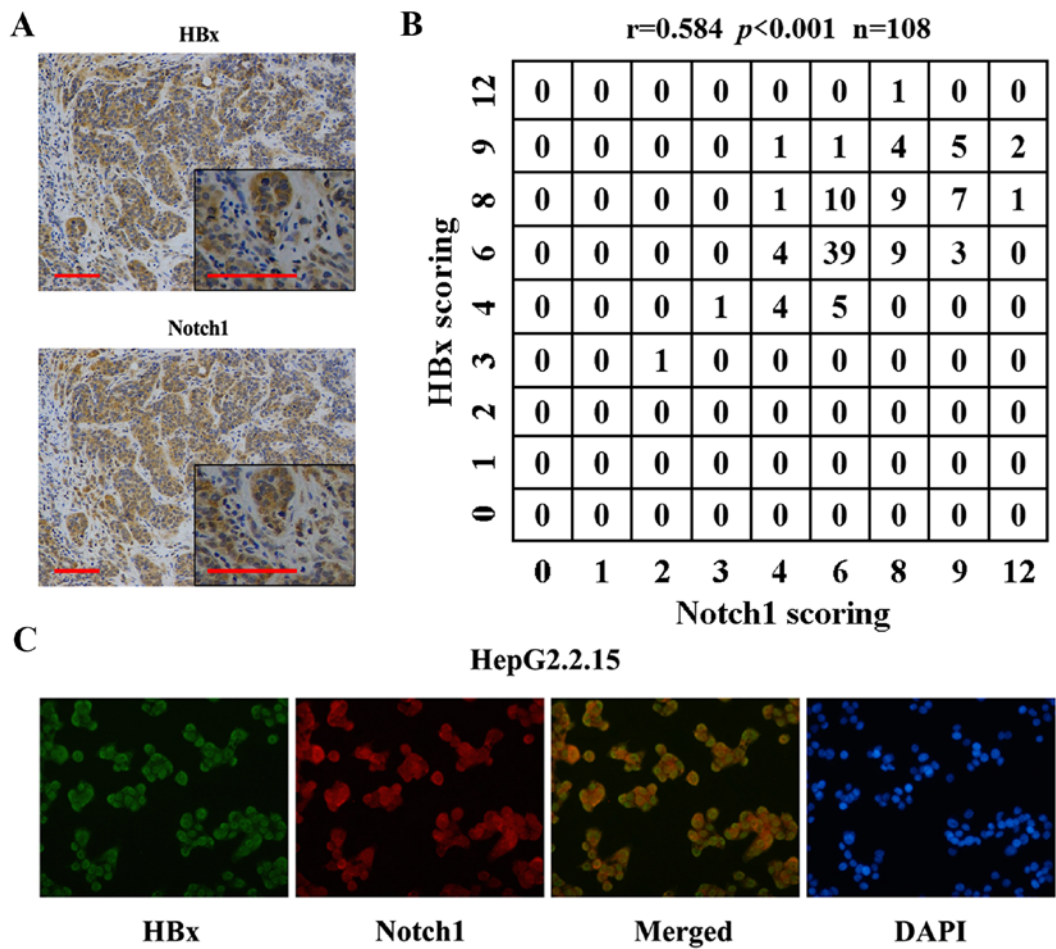 A
HBx
Notch1
B
r=0.584 p<0.001 n=108
HBx scoring
12 0 0 0 0 0 0 1 0 0
9 0 0 0 0 1 1 4 5 2
8 0 0 0 0 1 10 9 7 1
6 0 0 0 0 4 39 9 3 0
4 0 0 0 1 4 5 0 0 0
3 0 0 1 0 0 0 0 0 0
2 0 0 0 0 0 0 0 0 0
1 0 0 0 0 0 0 0 0 0
0 0 0 0 0 0 0 0 0 0
0 1 2 3 4 6 8 9 12
Notch1 scoring
C
HepG2.2.15
HBx Notch1 Merged DAPI